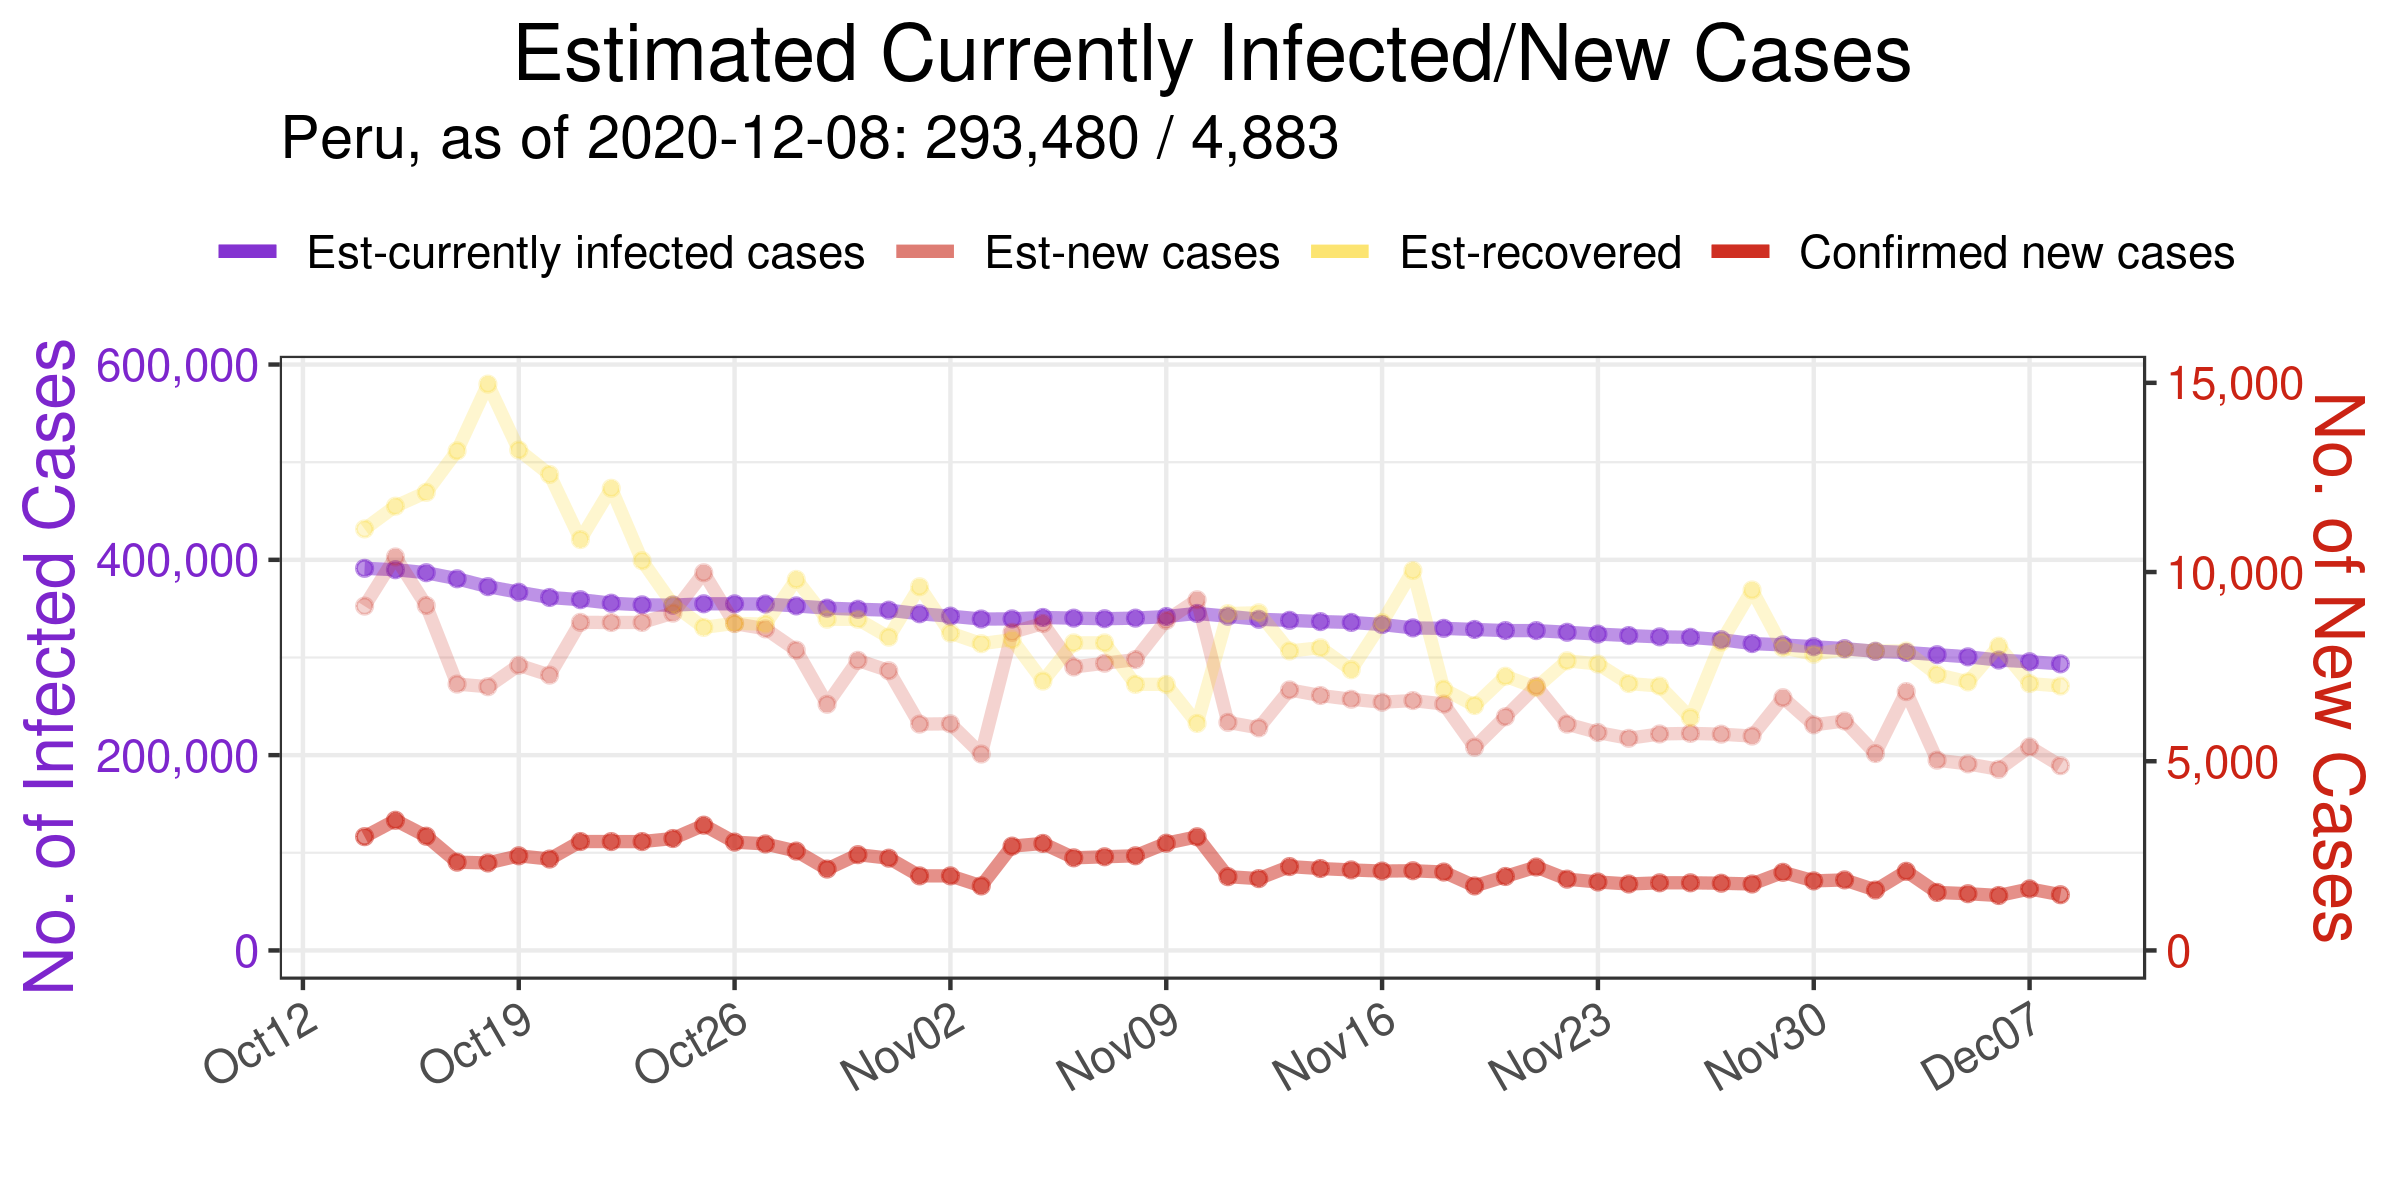 Estimated Currently Infected/New Cases
Peru, as of 2020-12-08: 293,480 / 4,883
Est-currently infected cases Est-new cases Est-recovered Confirmed new cases
No. of Infected Cases
600,000
400,000
200,000
0
15,000
10,000
5,000
0
No. of New Cases
Oct12 Oct19 Oct26 Nov02 Nov09 Nov16 Nov23 Nov30 Dec07